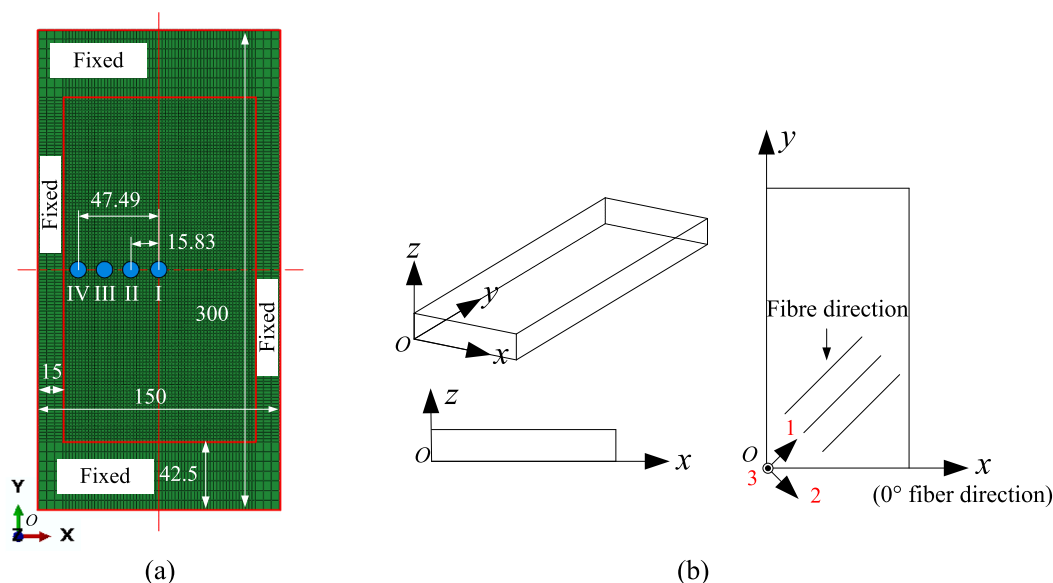 Fixed
Fixed
47.49
15.83
IV
III
II
I
300
Fixed
15
150
Fixed
42.5
Y
O
Z
X
(a)
z
y
O
x
z
O
x
y
Fibre direction
1
O
3
2
x
(0° fiber direction)
(b)